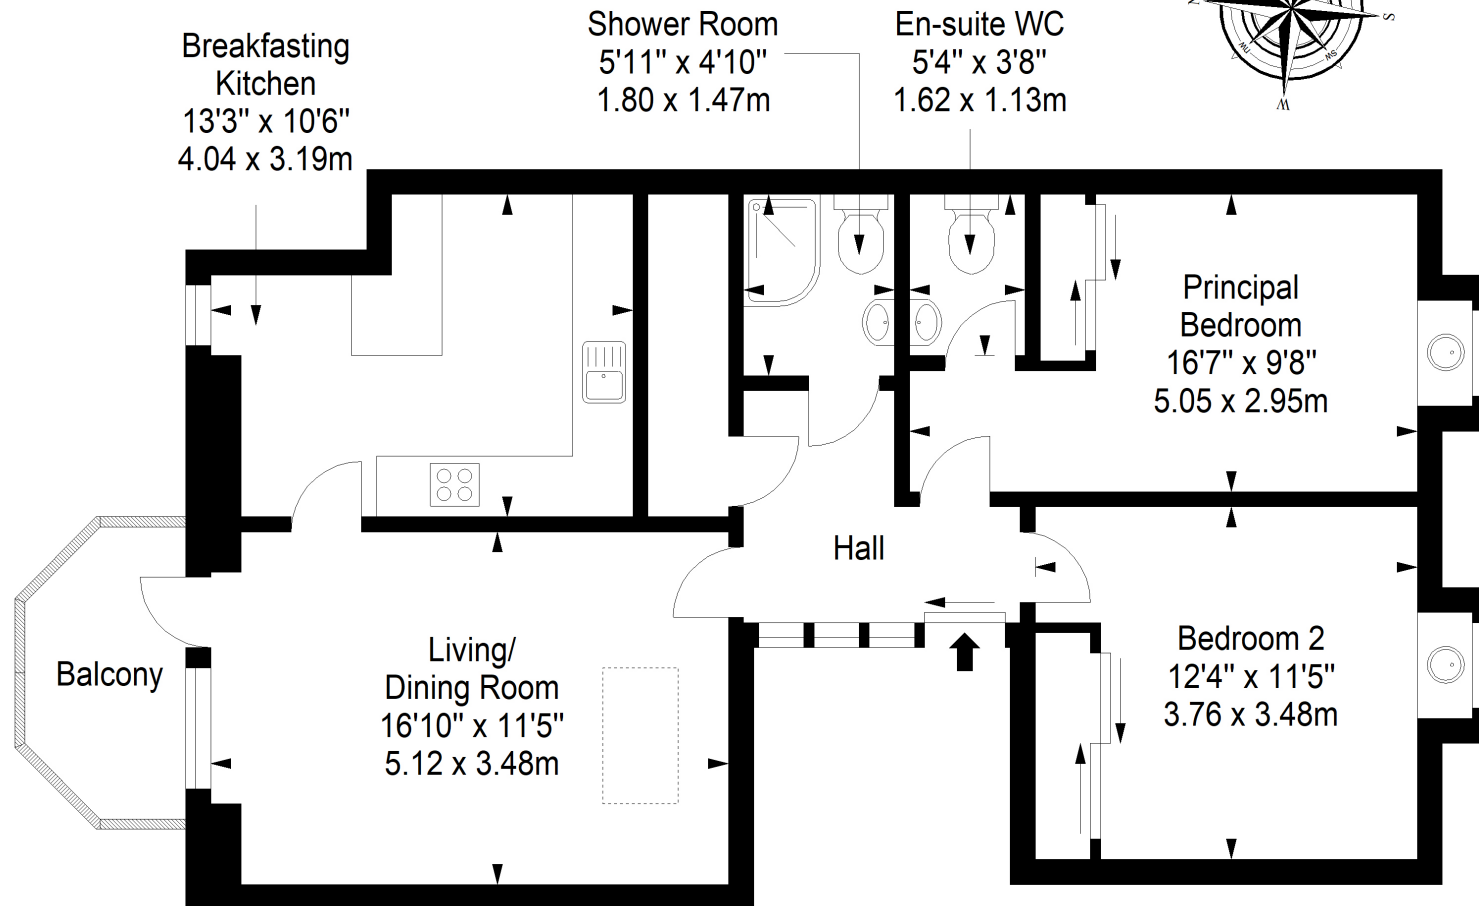 Breakfasting
Kitchen
13'3" x 10'6"
4.04 x 3.19m
Shower Room
5'11" x 4'10"
1.80 x 1.47m
En-suite WC
5'4" x 3'8"
1.62 x 1.13m
N
S
NW
SW
W
Principal
Bedroom
16'7" x 9'8"
5.05 x 2.95m
Hall
Living/
Dining Room
16'10" x 11'5"
5.12 x 3.48m
Balcony
Bedroom 2
12'4" x 11'5"
3.76 x 3.48m